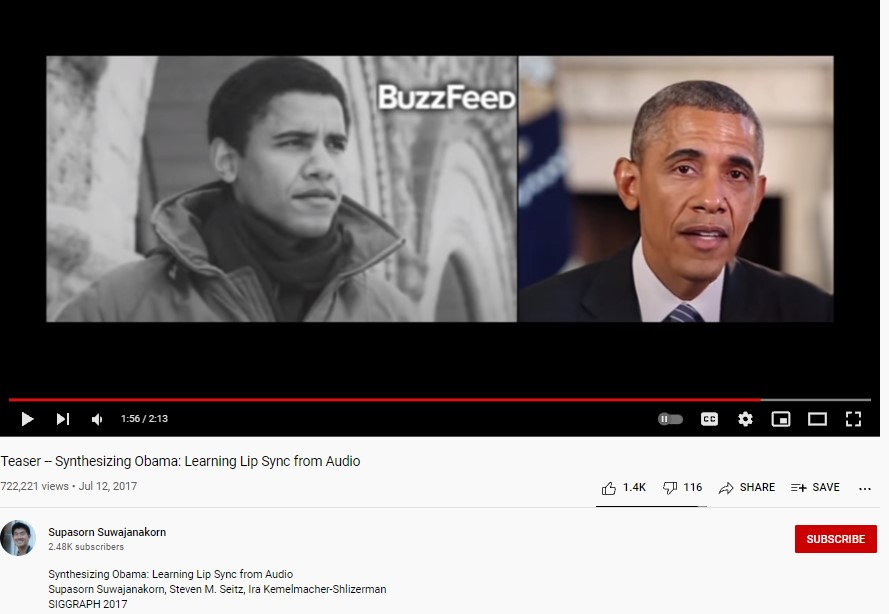 BuzzFeed
1:56 / 2:13
CC
Teaser -- Synthesizing Obama: Learning Lip Sync from Audio
722,221 views • Jul 12, 2017
1.4K 116 SHARE SAVE ...
Supasorn Suwajanakorn
2.48K subscribers
SUBSCRIBE
Synthesizing Obama: Learning Lip Sync from Audio
Supasorn Suwajanakorn, Steven M. Seitz, Ira Kemelmacher-Shlizerman
SIGGRAPH 2017